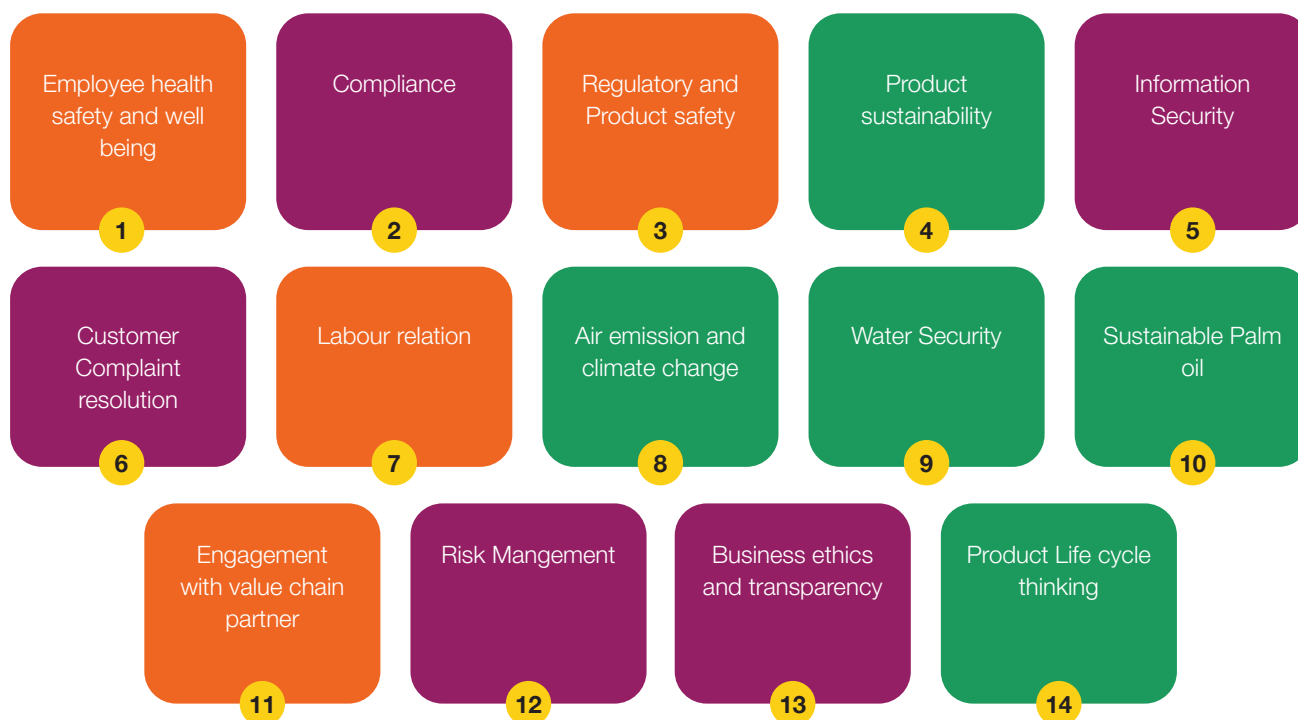 Employee health
safety and well
being
1
Compliance
2
Regulatory and
Product safety
3
Product
sustainability
4
Information
Security
5
Customer
Complaint
resolution
6
Labour relation
7
Air emission and
climate change
8
Water Security
9
Sustainable Palm
oil
10
Engagement
with value chain
partner
11
Risk Mangement
12
Business ethics
and transparency
13
Product Life cycle
thinking
14